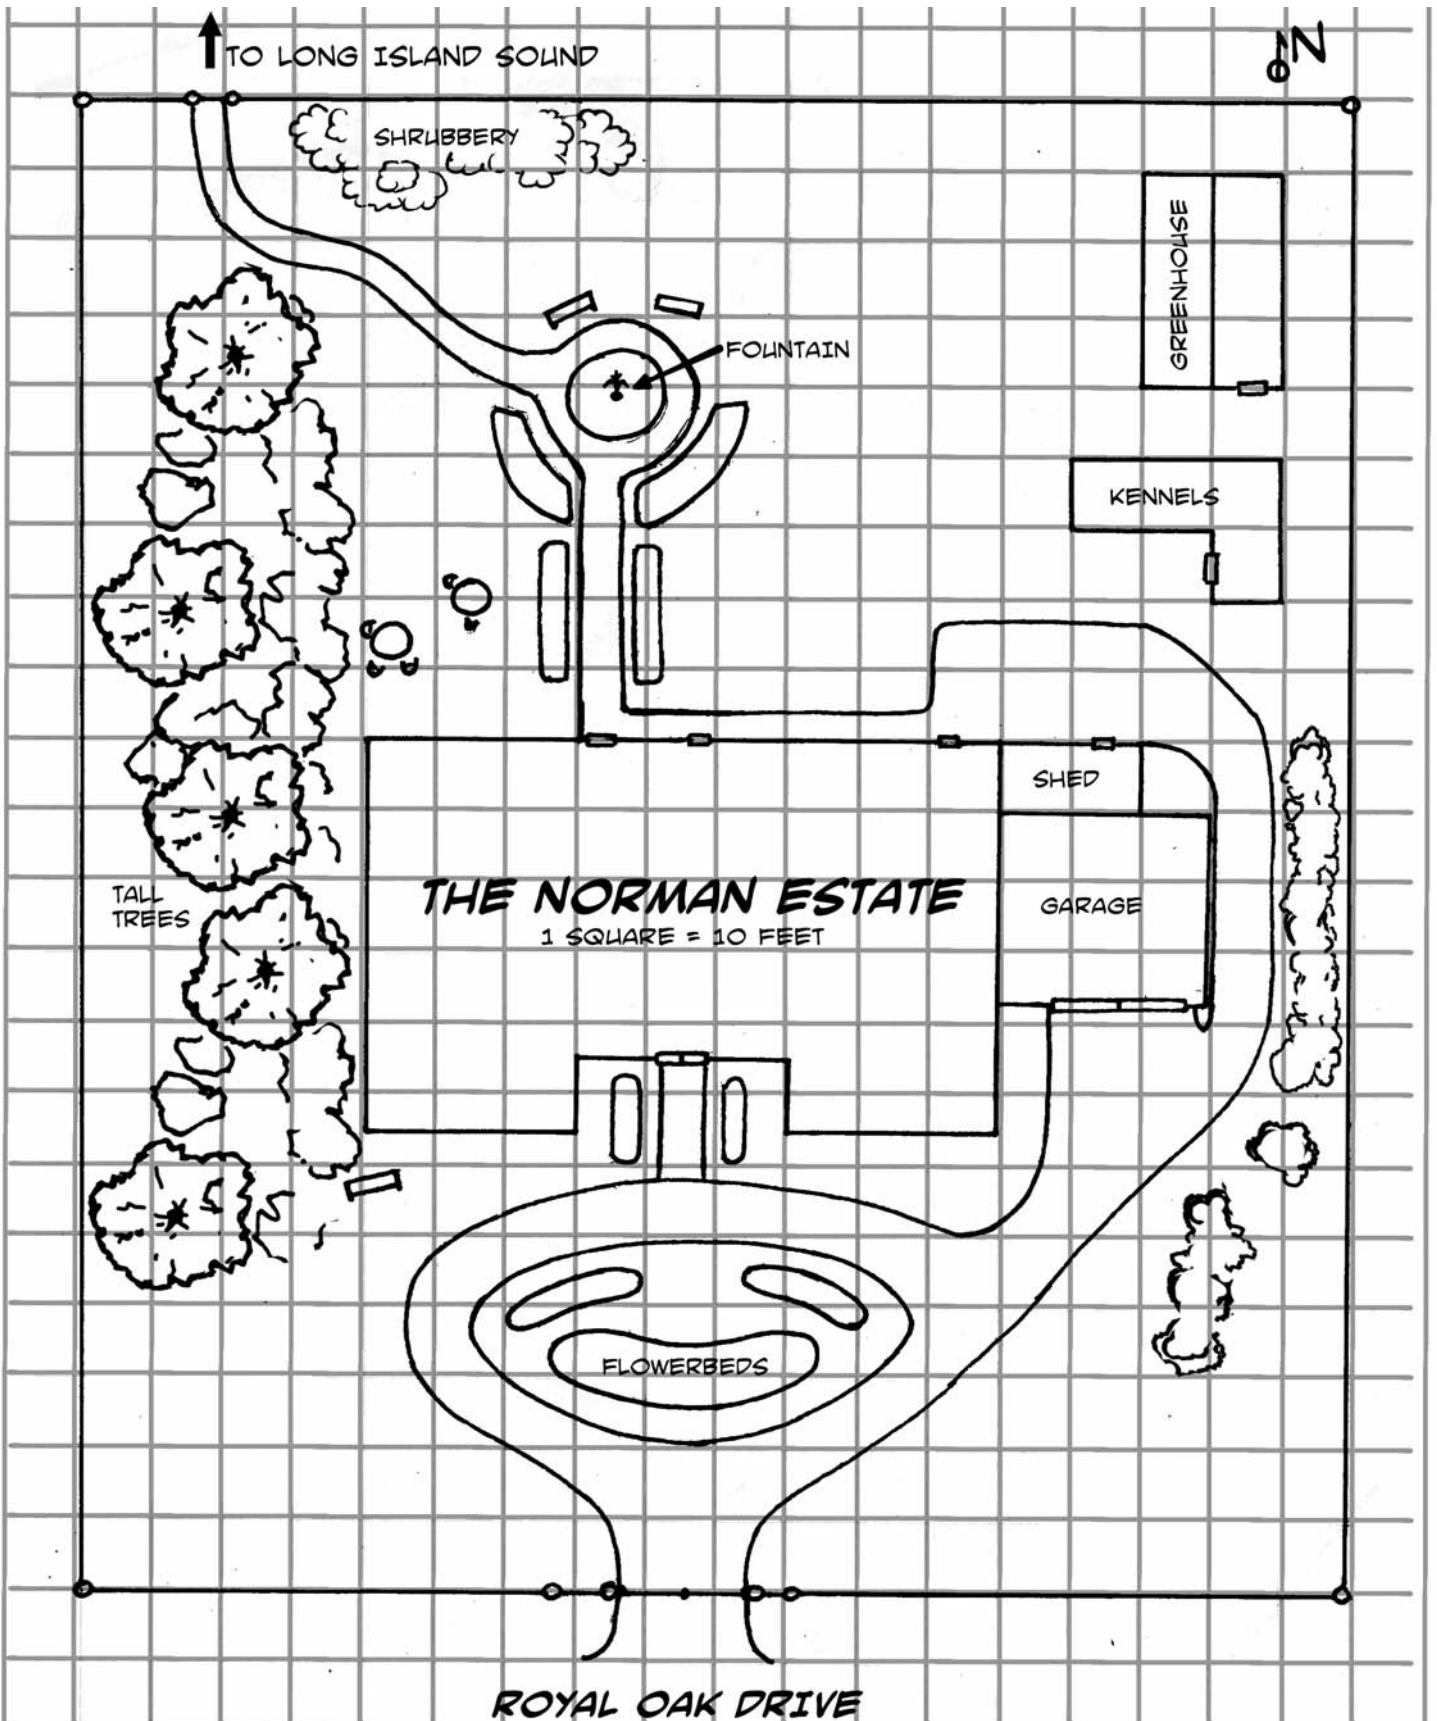 TO LONG ISLAND SOUND
N
SHRUBBERY
GREENHOUSE
FOUNTAIN
KENNELS
SHED
TALL
TREES
THE NORMAN ESTATE
1 SQUARE = 10 FEET
GARAGE
FLOWERBEDS
ROYAL OAK DRIVE